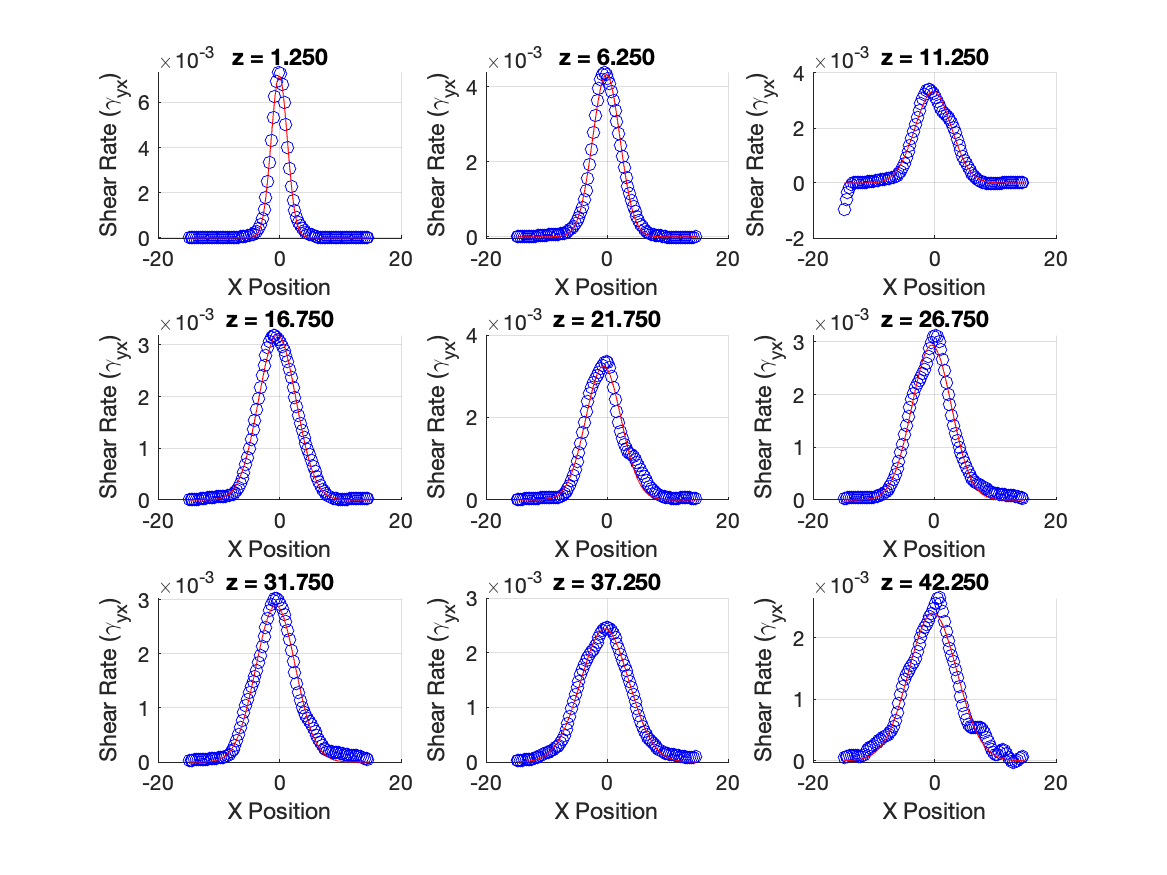 ×10-3 z = 1.250
Shear Rate (γyx)
6
4
2
0
-20 0 20
X Position
×10-3 z = 6.250
Shear Rate (γyx)
4
2
0
-20 0 20
X Position
×10-3 z = 11.250
Shear Rate (γyx)
4
2
0
-2
-20 0 20
X Position
×10-3 z = 16.750
Shear Rate (γyx)
3
2
1
0
-20 0 20
X Position
×10-3 z = 21.750
Shear Rate (γyx)
4
2
0
-20 0 20
X Position
×10-3 z = 26.750
Shear Rate (γyx)
3
2
1
0
-20 0 20
X Position
×10-3 z = 31.750
Shear Rate (γyx)
3
2
1
0
-20 0 20
X Position
×10-3 z = 37.250
Shear Rate (γyx)
3
2
1
0
-20 0 20
X Position
×10-3 z = 42.250
Shear Rate (γyx)
2
1
0
-20 0 20
X Position